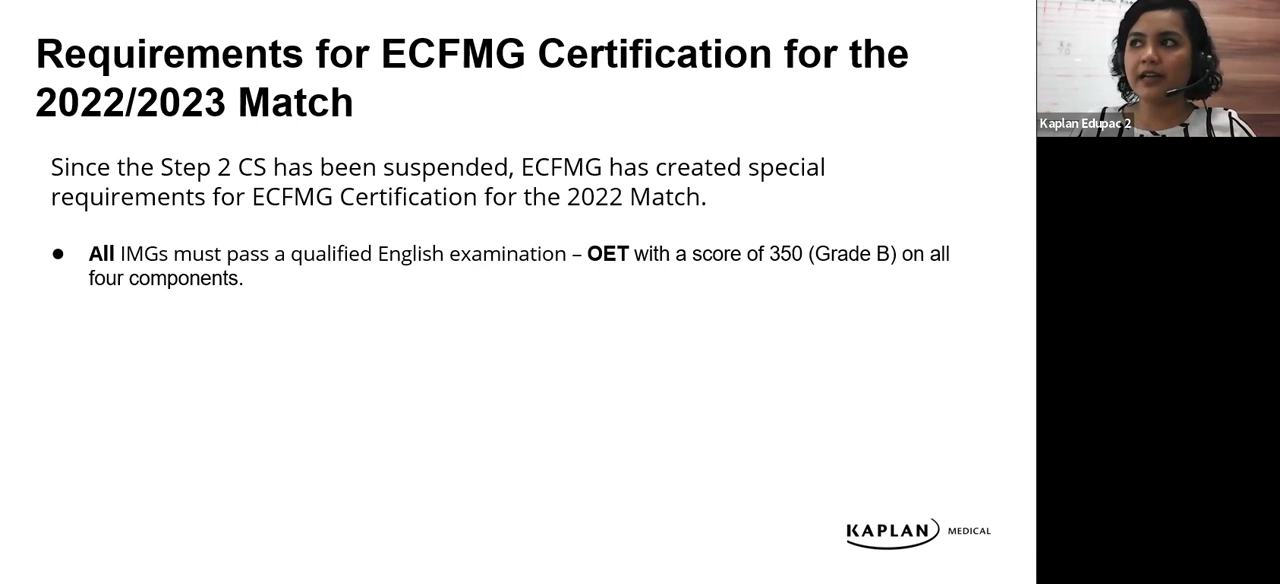 Requirements for ECFMG Certification for the
2022/2023 Match
Since the Step 2 CS has been suspended, ECFMG has created special
requirements for ECFMG Certification for the 2022 Match.
● All IMGs must pass a qualified English examination – OET with a score of 350 (Grade B) on all
four components.
KAPLAN MEDICAL
Kaplan Edupac 2